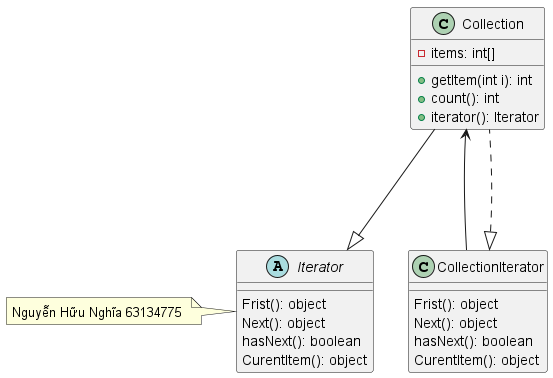 C Collection
items: int[]
getItem(int i): int
count(): int
iterator(): Iterator
A Iterator
Frist(): object
Next(): object
hasNext(): boolean
CurentItem(): object
C CollectionIterator
Frist(): object
Next(): object
hasNext(): boolean
CurentItem(): object
Nguyễn Hữu Nghĩa 63134775